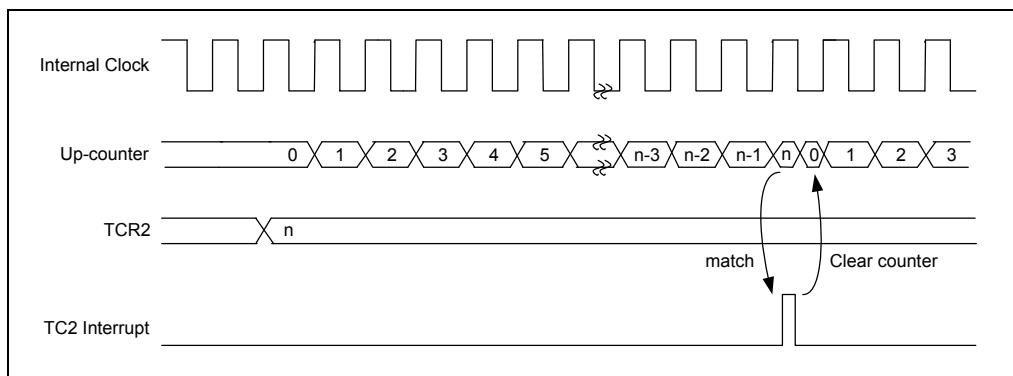 Internal Clock
Up-counter 0 1 2 3 4 5 n-3 n-2 n-1 n 0 1 2 3
TCR2 n
match Clear counter
TC2 Interrupt